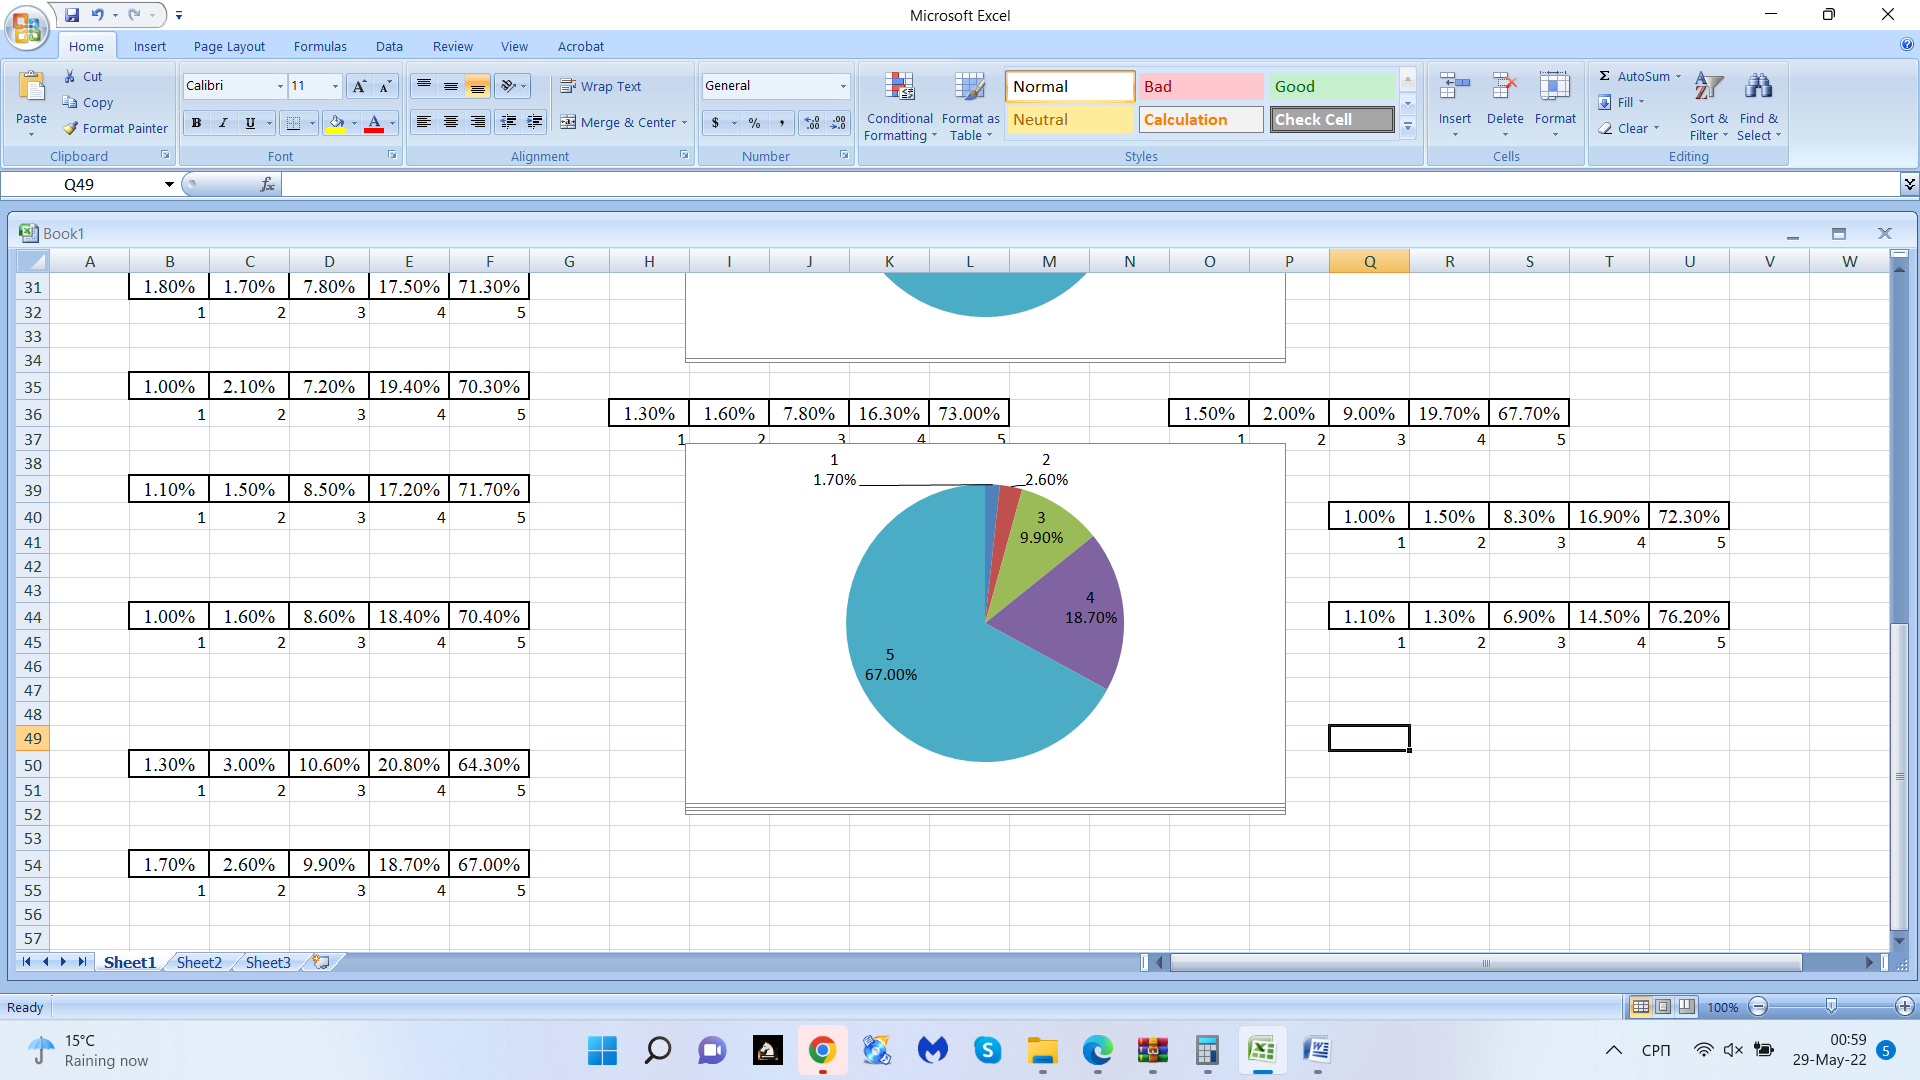 Microsoft Excel
Home Insert Page Layout Formulas Data Review View Acrobat
Paste
Cut
Copy
Format Painter
Clipboard
Calibri 11
B I U A
Font
Wrap Text
Merge & Center
Alignment
General
$ % ,
Number
Conditional Formatting
Format as Table
Normal Bad Good
Neutral Calculation Check Cell
Styles
Insert Delete Format
Cells
Σ AutoSum
Fill
Clear
Sort & Filter
Find & Select
Editing
Q49 fx
Book1
A B C D E F G H I J K L M N O P Q R S T U V W
31 1.80% 1.70% 7.80% 17.50% 71.30%
32 1 2 3 4 5
33
34
35 1.00% 2.10% 7.20% 19.40% 70.30%
36 1 2 3 4 5 1.30% 1.60% 7.80% 16.30% 73.00% 1.50% 2.00% 9.00% 19.70% 67.70%
37 1 2 3 4 5 1 2 3 4 5
38
39 1.10% 1.50% 8.50% 17.20% 71.70%
40 1 2 3 4 5 1.00% 1.50% 8.30% 16.90% 72.30%
41 1 2 3 4 5
42
43
44 1.00% 1.60% 8.60% 18.40% 70.40% 1.10% 1.30% 6.90% 14.50% 76.20%
45 1 2 3 4 5 1 2 3 4 5
46
47
48
49
50 1.30% 3.00% 10.60% 20.80% 64.30%
51 1 2 3 4 5
52
53
54 1.70% 2.60% 9.90% 18.70% 67.00%
55 1 2 3 4 5
56
57
1
1.70%
2
2.60%
3
9.90%
4
18.70%
5
67.00%
Sheet1 Sheet2 Sheet3
Ready 100%
15°C
Raining now
СРП
00:59
29-May-22
5